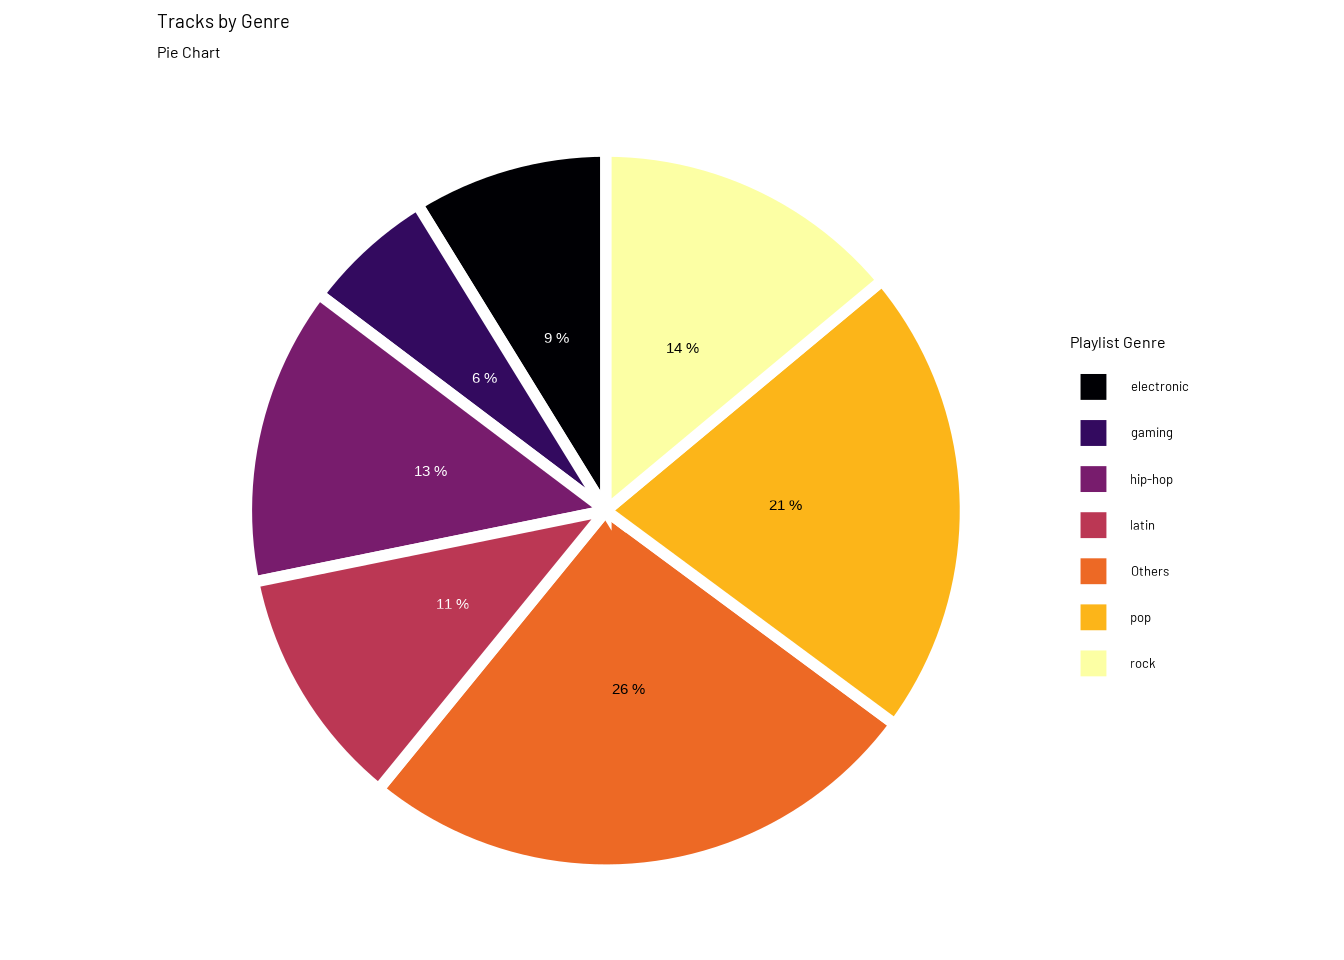 Tracks by Genre
Pie Chart
9 %
14 %
6 %
13 %
21 %
11 %
26 %
Playlist Genre
electronic
gaming
hip-hop
latin
Others
pop
rock